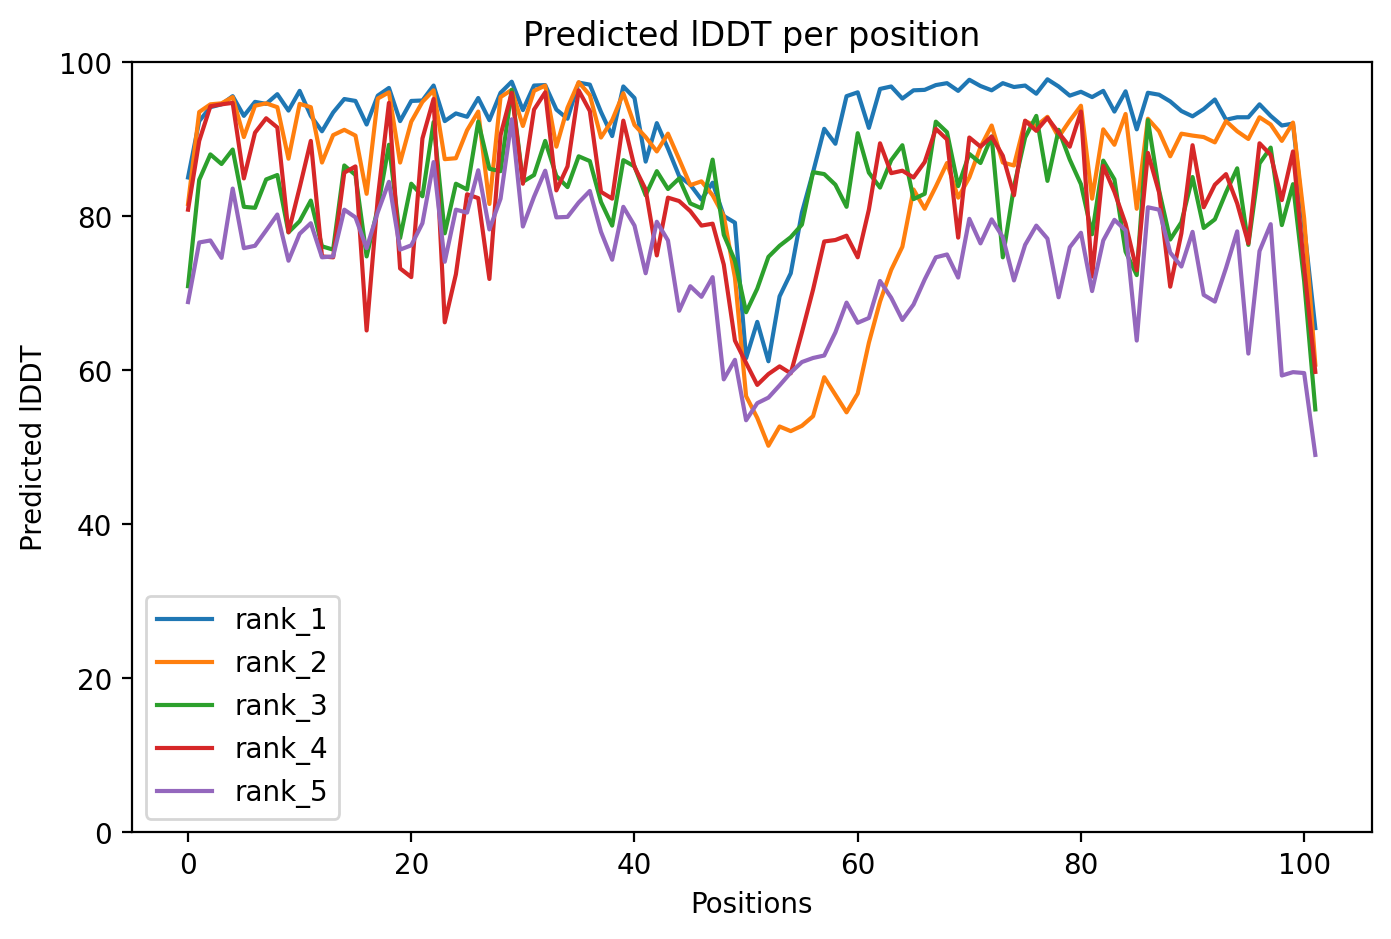 Predicted lDDT per position
100
80
60
40
20
0
Predicted lDDT
rank_1
rank_2
rank_3
rank_4
rank_5
0 20 40 60 80 100
Positions